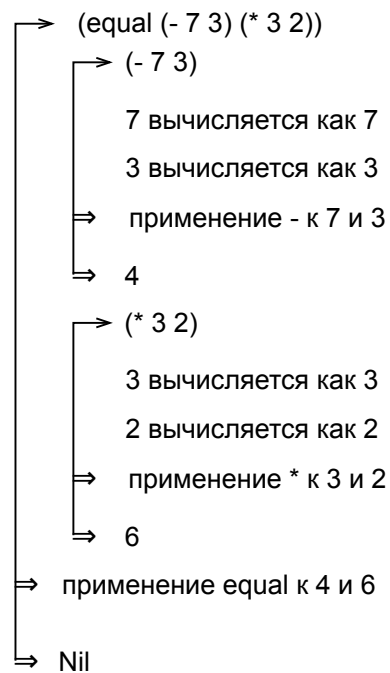 (equal (- 7 3) (* 3 2))
(- 7 3)
7 вычисляется как 7
3 вычисляется как 3
применение - к 7 и 3
4
(* 3 2)
3 вычисляется как 3
2 вычисляется как 2
применение * к 3 и 2
6
применение equal к 4 и 6
Nil